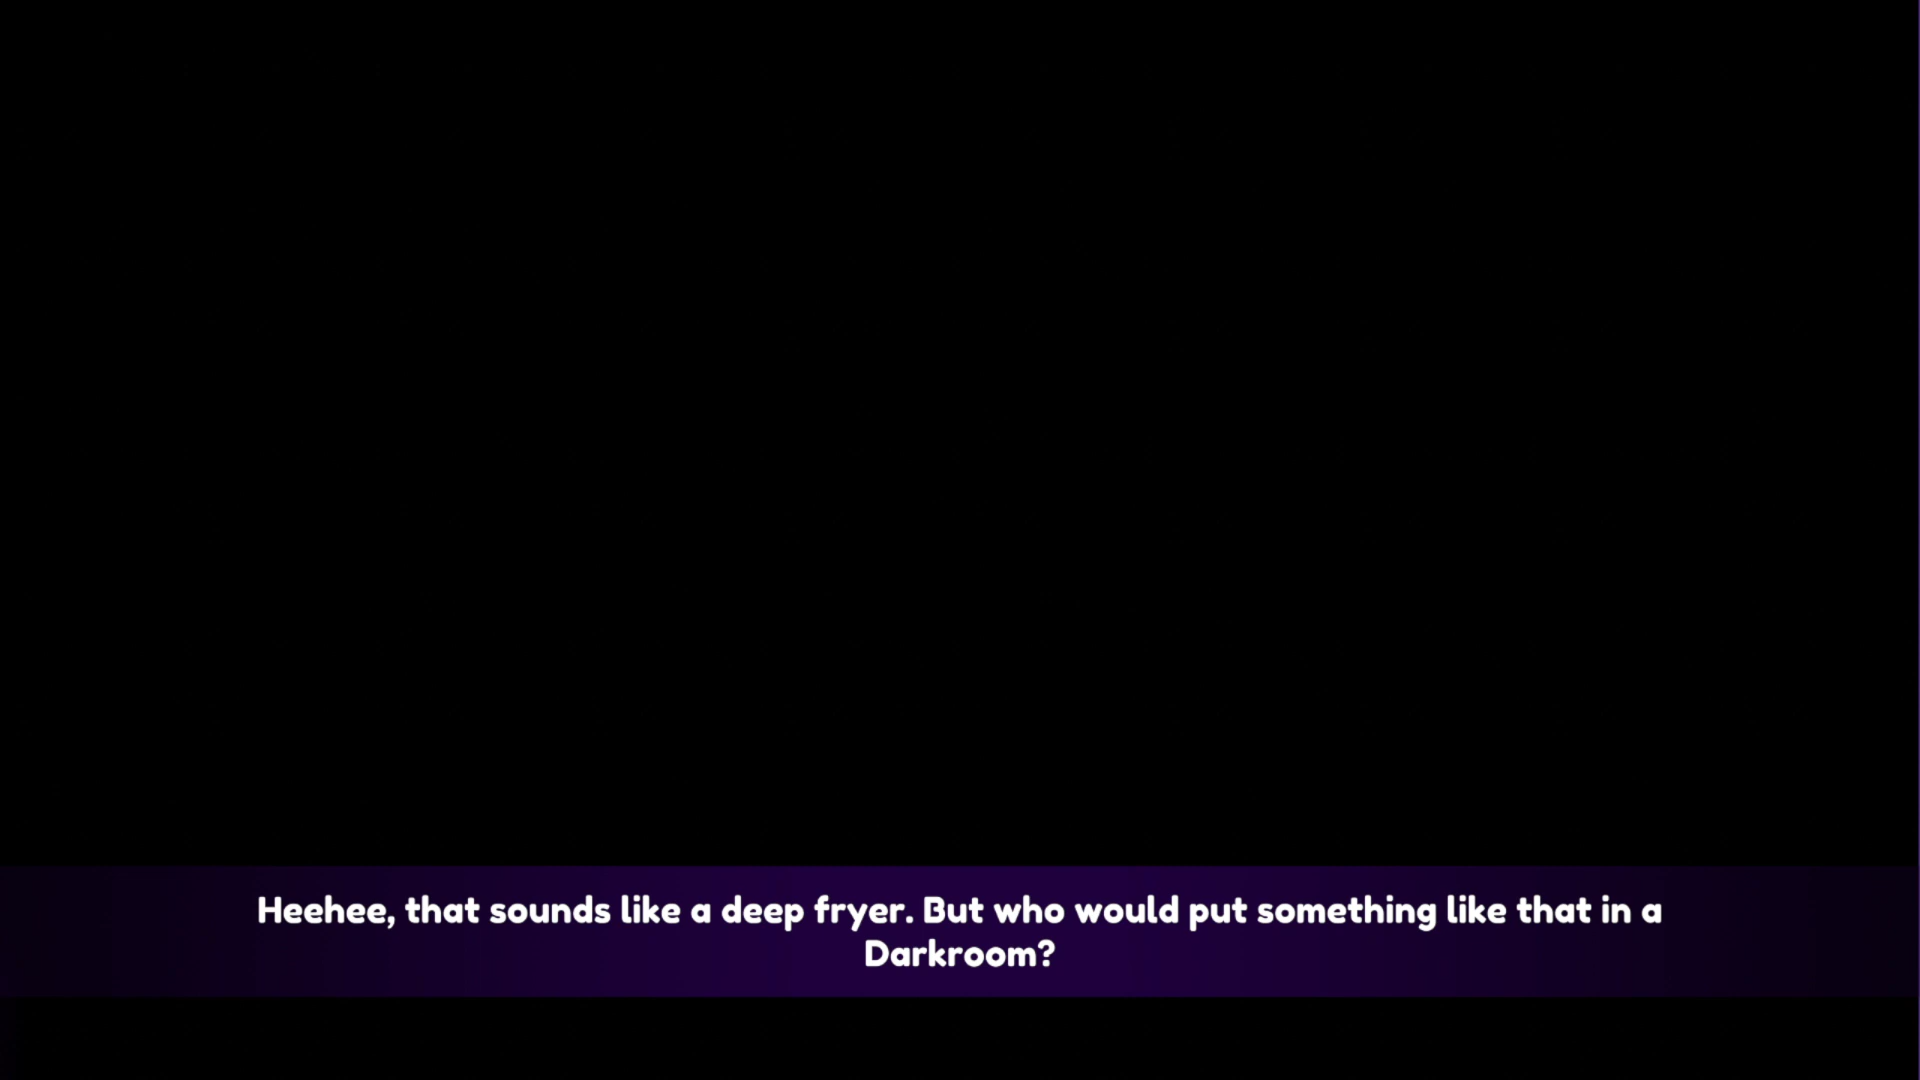 Heehee, that sounds like a deep fryer. But who would put something like that in a
Darkroom?